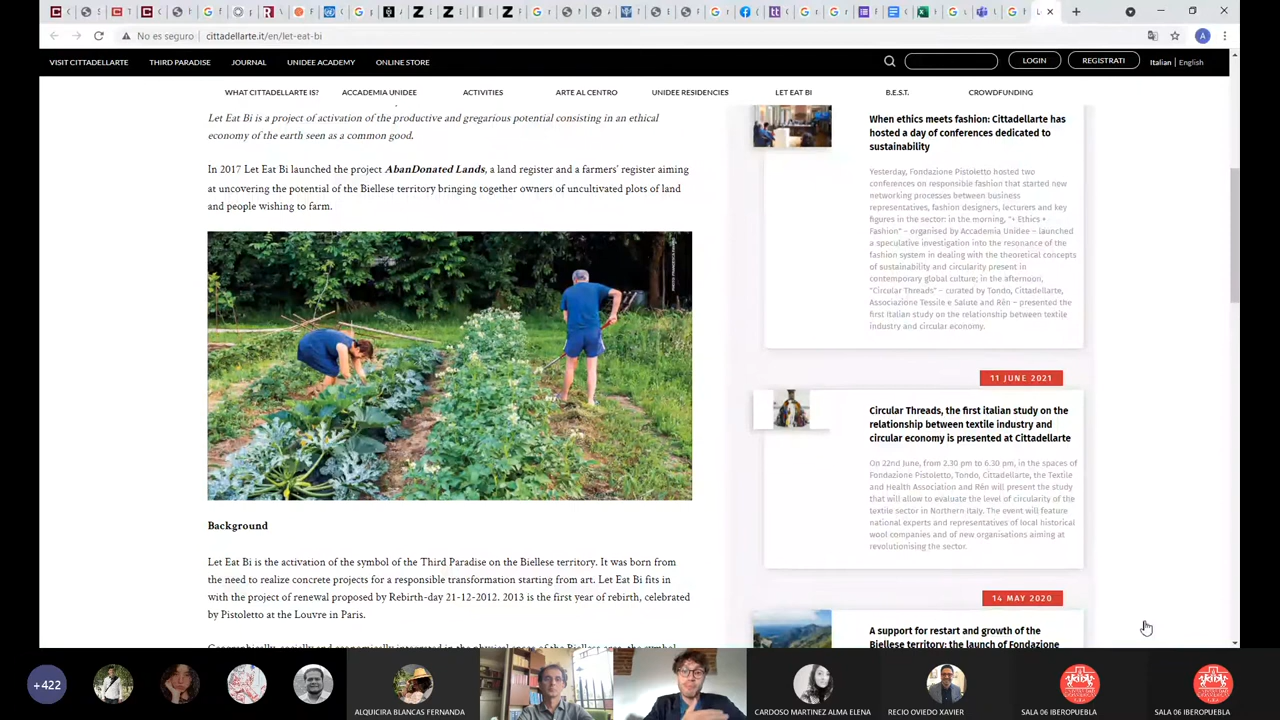 No es seguro | cittadellarte.it/en/let-eat-bi
VISIT CITTADELLARTE THIRD PARADISE JOURNAL UNIDEE ACADEMY ONLINE STORE LOGIN REGISTRATI Italian | English
WHAT CITTADELLARTE IS? ACCADEMIA UNIDEE ACTIVITIES ARTE AL CENTRO UNIDEE RESIDENCIES LET EAT BI B.E.S.T. CROWDFUNDING
Let Eat Bi is a project of activation of the productive and gregarious potential consisting in an ethical
economy of the earth seen as a common good.
In 2017 Let Eat Bi launched the project AbanDonated Lands, a land register and a farmers' register aiming
at uncovering the potential of the Biellese territory bringing together owners of uncultivated plots of land
and people wishing to farm.
Background
Let Eat Bi is the activation of the symbol of the Third Paradise on the Biellese territory. It was born from
the need to realize concrete projects for a responsible transformation starting from art. Let Eat Bi fits in
with the project of renewal proposed by Rebirth-day 21-12-2012. 2013 is the first year of rebirth, celebrated
by Pistoletto at the Louvre in Paris.
When ethics meets fashion: Cittadellarte has
hosted a day of conferences dedicated to
sustainability
Yesterday, Fondazione Pistoletto hosted two
conferences on responsible fashion that started new
networking processes between business
representatives, fashion designers, lecturers and key
figures in the sector: in the morning, "+ Ethics +
Fashion" – organised by Accademia Unidee – launched
a speculative investigation into the resonance of the
fashion system in dealing with the theoretical concepts
of sustainability and circularity present in
contemporary global culture; in the afternoon,
"Circular Threads" – curated by Tondo, Cittadellarte,
Associazione Tessile e Salute and Rén – presented the
first Italian study on the relationship between textile
industry and circular economy.
11 JUNE 2021
Circular Threads, the first italian study on the
relationship between textile industry and
circular economy is presented at Cittadellarte
On 22nd June, from 2.30 pm to 6.30 pm, in the spaces of
Fondazione Pistoletto, Tondo, Cittadellarte, the Textile
and Health Association and Rén will present the study
that will allow to evaluate the level of circularity of the
textile sector in Northern Italy. The event will feature
national experts and representatives of local historical
wool companies and of new organisations aiming at
revolutionising the sector.
14 MAY 2020
A support for restart and growth of the
Biellese territory: the launch of Fondazione
+422
ALQUICIRA BLANCAS FERNANDA
CARDOSO MARTINEZ ALMA ELENA
RECIO OVIEDO XAVIER
SALA 06 IBEROPUEBLA
SALA 06 IBEROPUEBLA